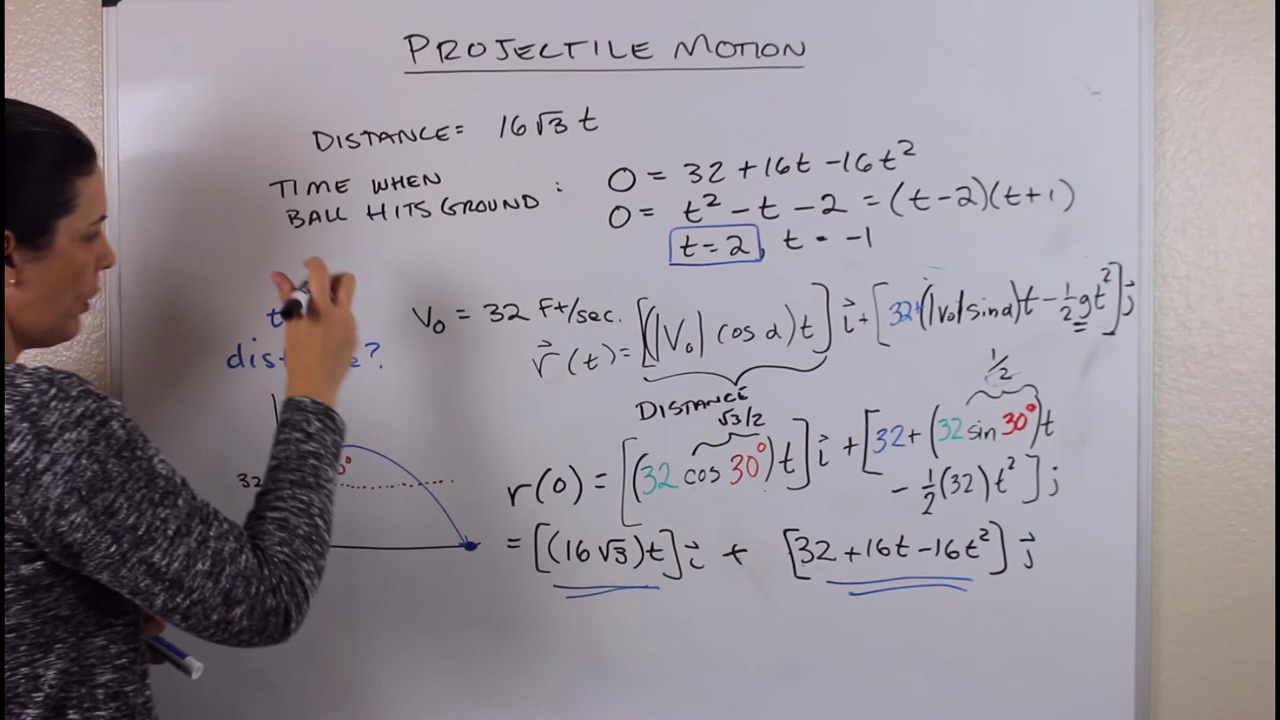 PROJECTILE MOTION
DISTANCE= 16√3 t
TIME WHEN
BALL HITS GROUND :
0 = 32 + 16t - 16t²
0 = t² - t - 2 = (t-2)(t+1)
t = 2, t = -1
V₀ = 32 Ft/sec.
r⃗(t) = [(|V₀| cos α)t] i⃗ + [32+(|v₀|sin α)t - ½gt²] j⃗
DISTANCE
√3/2
1/2
r(0) = [(32 cos 30°)t] i⃗ + [32+(32 sin 30°)t
- ½(32)t²] j
= [(16√3)t] i⃗ + [32+16t-16t²] j⃗
32